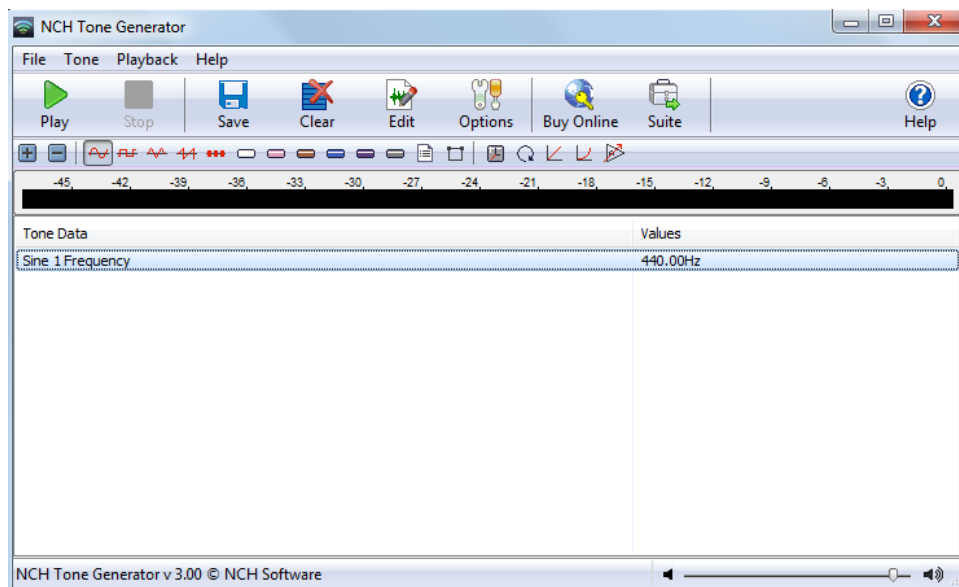 NCH Tone Generator
File Tone Playback Help
Play Stop Save Clear Edit Options Buy Online Suite Help
-45, -42, -39, -36, -33, -30, -27, -24, -21, -18, -15, -12, -9, -6, -3, 0,
Tone Data Values
Sine 1 Frequency 440.00Hz
NCH Tone Generator v 3.00 © NCH Software